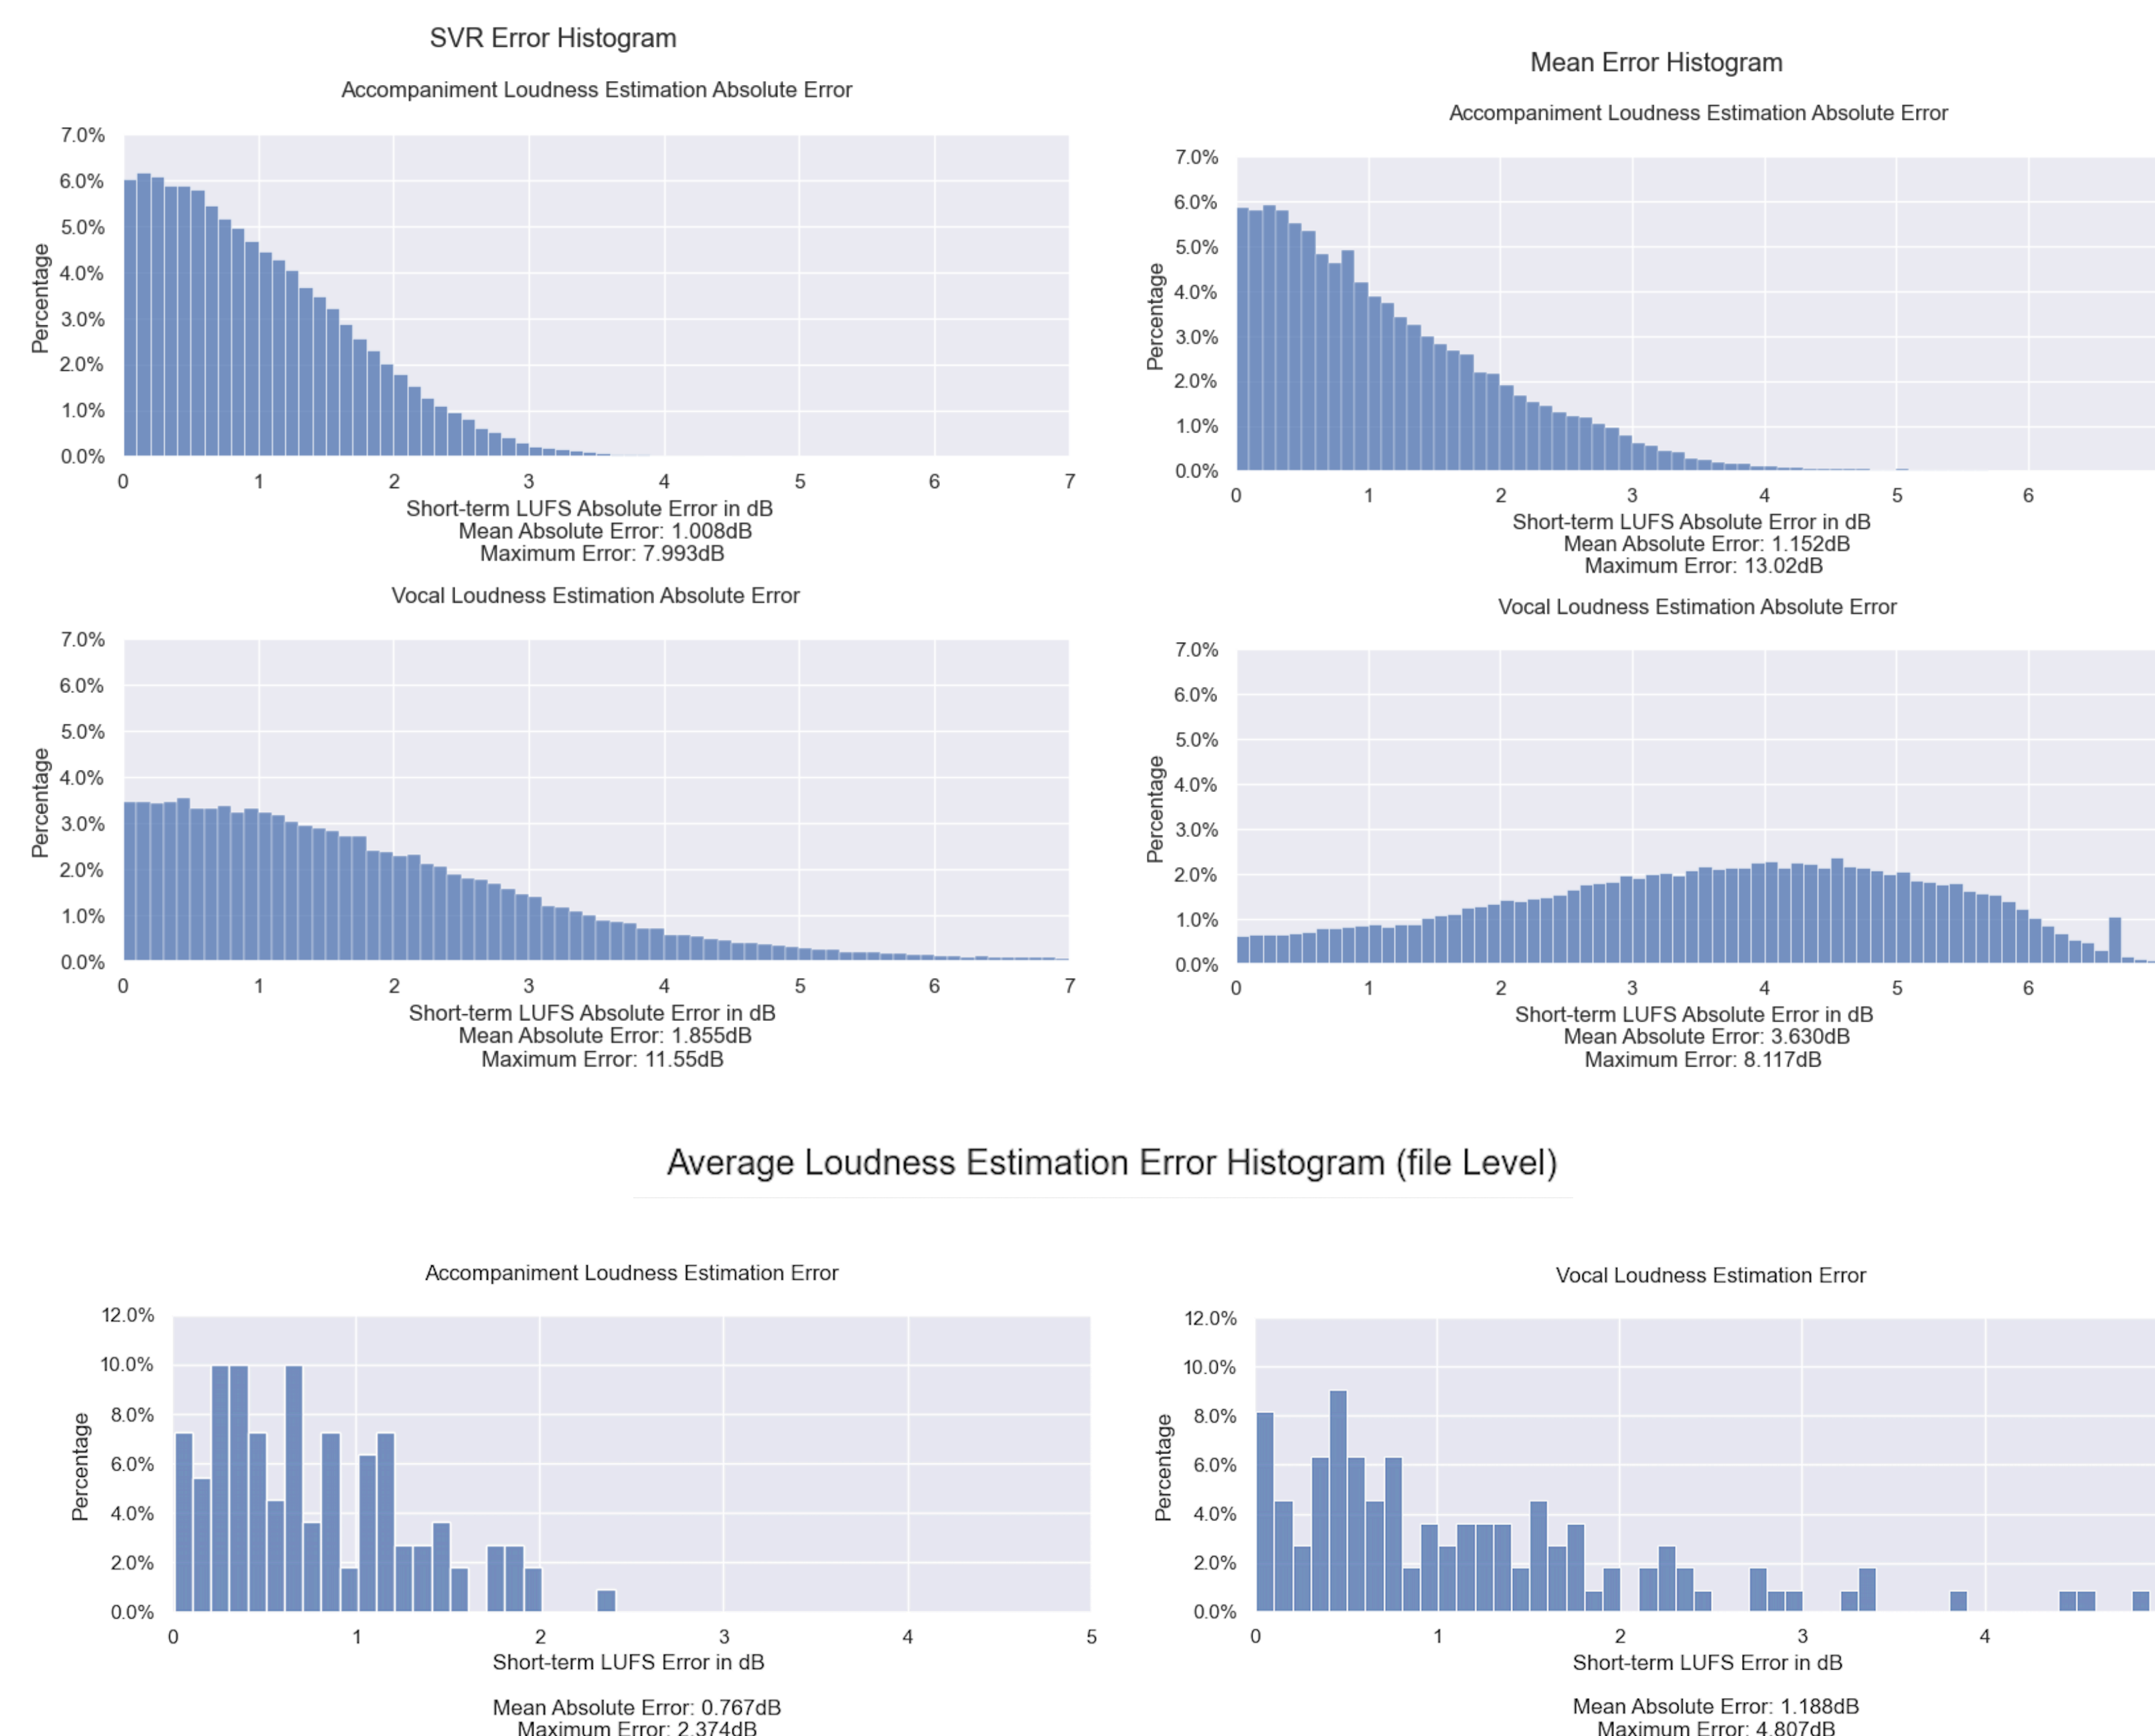 SVR Error Histogram
Accompaniment Loudness Estimation Absolute Error
7.0%
6.0%
5.0%
4.0%
3.0%
2.0%
1.0%
0.0%
Percentage
0 1 2 3 4 5 6 7
Short-term LUFS Absolute Error in dB
Mean Absolute Error: 1.008dB
Maximum Error: 7.993dB
Vocal Loudness Estimation Absolute Error
7.0%
6.0%
5.0%
4.0%
3.0%
2.0%
1.0%
0.0%
Percentage
0 1 2 3 4 5 6 7
Short-term LUFS Absolute Error in dB
Mean Absolute Error: 1.855dB
Maximum Error: 11.55dB
Mean Error Histogram
Accompaniment Loudness Estimation Absolute Error
7.0%
6.0%
5.0%
4.0%
3.0%
2.0%
1.0%
0.0%
Percentage
0 1 2 3 4 5 6
Short-term LUFS Absolute Error in dB
Mean Absolute Error: 1.152dB
Maximum Error: 13.02dB
Vocal Loudness Estimation Absolute Error
7.0%
6.0%
5.0%
4.0%
3.0%
2.0%
1.0%
0.0%
Percentage
0 1 2 3 4 5 6
Short-term LUFS Absolute Error in dB
Mean Absolute Error: 3.630dB
Maximum Error: 8.117dB
Average Loudness Estimation Error Histogram (file Level)
Accompaniment Loudness Estimation Error
12.0%
10.0%
8.0%
6.0%
4.0%
2.0%
0.0%
Percentage
0 1 2 3 4 5
Short-term LUFS Error in dB
Mean Absolute Error: 0.767dB
Maximum Error: 2.374dB
Vocal Loudness Estimation Error
12.0%
10.0%
8.0%
6.0%
4.0%
2.0%
0.0%
Percentage
0 1 2 3 4
Short-term LUFS Error in dB
Mean Absolute Error: 1.188dB
Maximum Error: 4.807dB